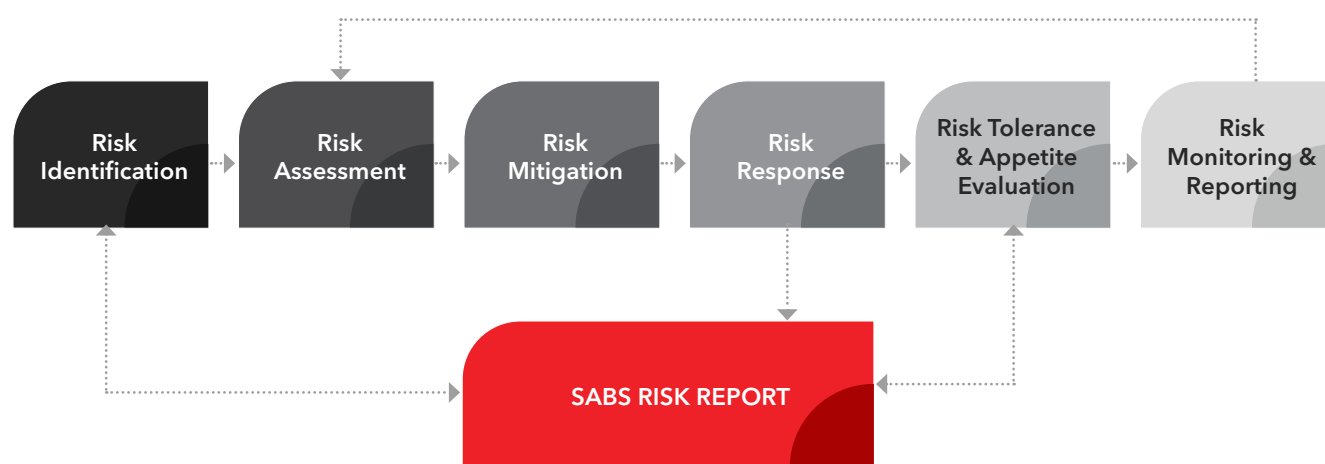 Risk
Identification
Risk
Assessment
Risk
Mitigation
Risk
Response
Risk Tolerance
& Appetite
Evaluation
Risk
Monitoring &
Reporting
SABS RISK REPORT